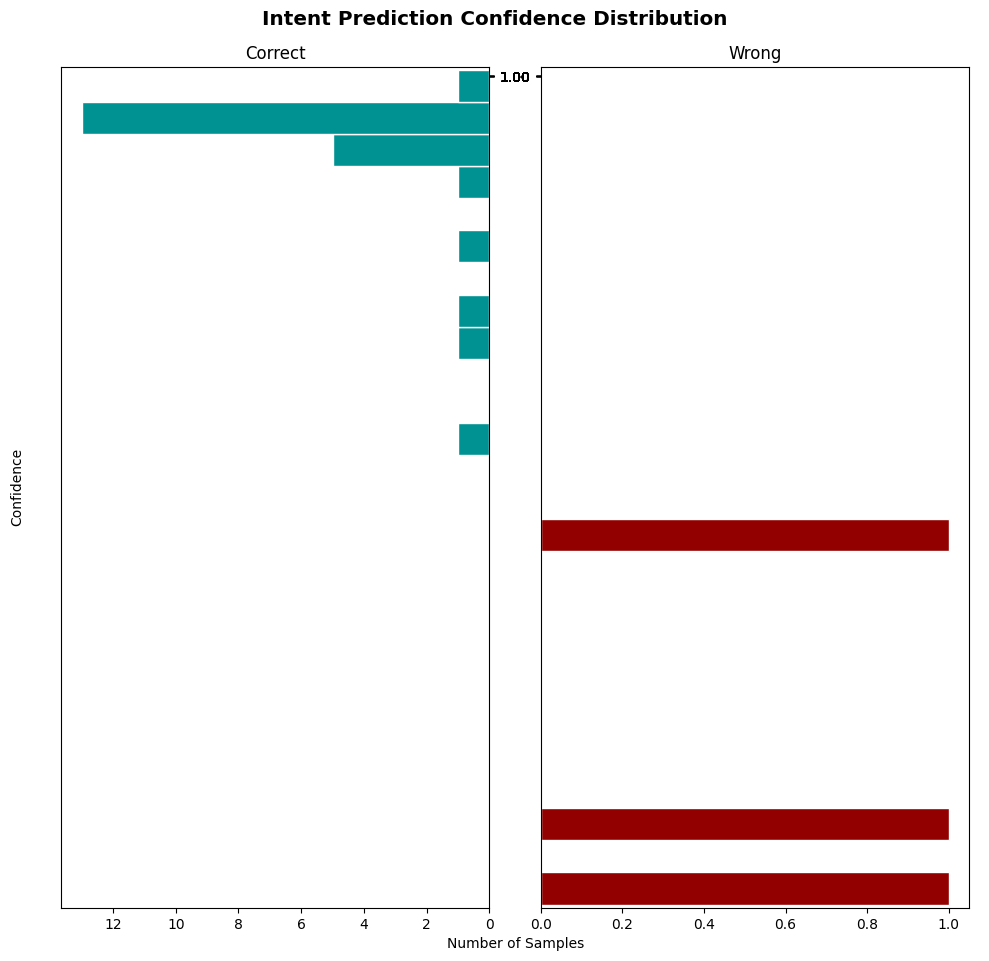 Intent Prediction Confidence Distribution
Correct
Wrong
1.00
Confidence
12 10 8 6 4 2 0
0.0 0.2 0.4 0.6 0.8 1.0
Number of Samples